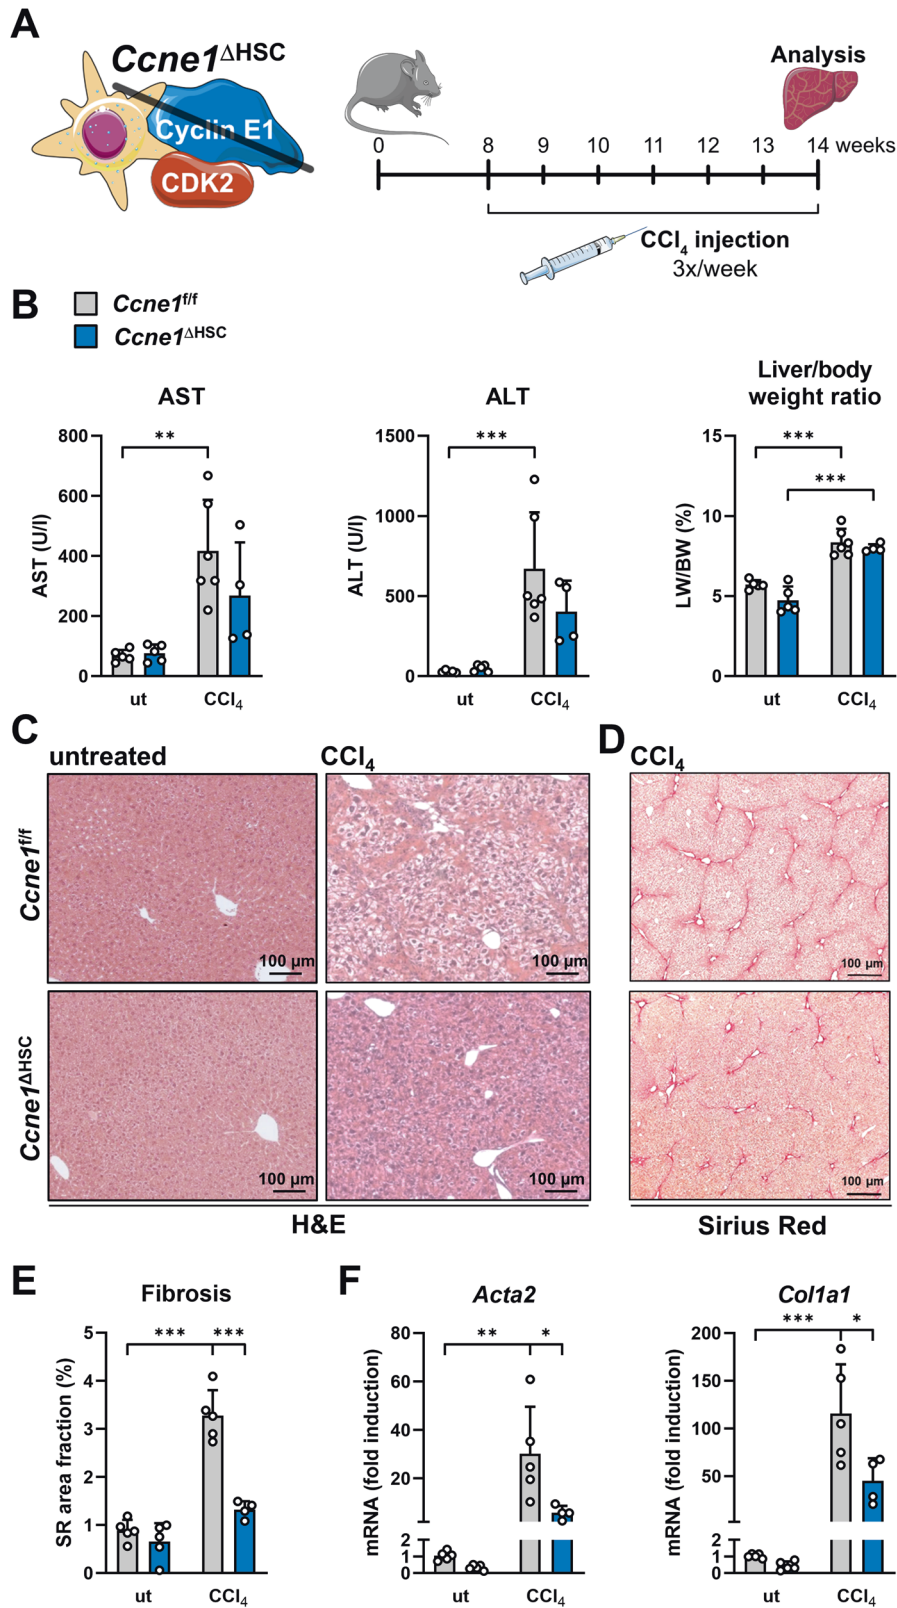 A
Ccne1ΔHSC
Cyclin E1
CDK2
Analysis
0 8 9 10 11 12 13 14 weeks
CCl4 injection
3x/week
B
Ccne1f/f
Ccne1ΔHSC
AST
AST (U/l)
800
600
400
200
0
**
ut CCl4
ALT
ALT (U/l)
1500
1000
500
0
***
ut CCl4
Liver/body
weight ratio
LW/BW (%)
15
10
5
0
***
***
ut CCl4
C
untreated
CCl4
Ccne1f/f
100 µm
100 µm
Ccne1ΔHSC
100 µm
100 µm
H&E
D
CCl4
100 µm
100 µm
Sirius Red
E
Fibrosis
SR area fraction (%)
5
4
3
2
1
0
*** ***
ut CCl4
F
Acta2
mRNA (fold induction)
80
60
40
20
2
1
0
** *
ut CCl4
Col1a1
mRNA (fold induction)
200
150
100
50
2
1
0
*** *
ut CCl4